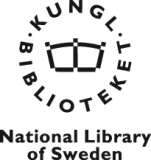 · KUNGL ·
BIBLIOTEKET
National Library
of Sweden